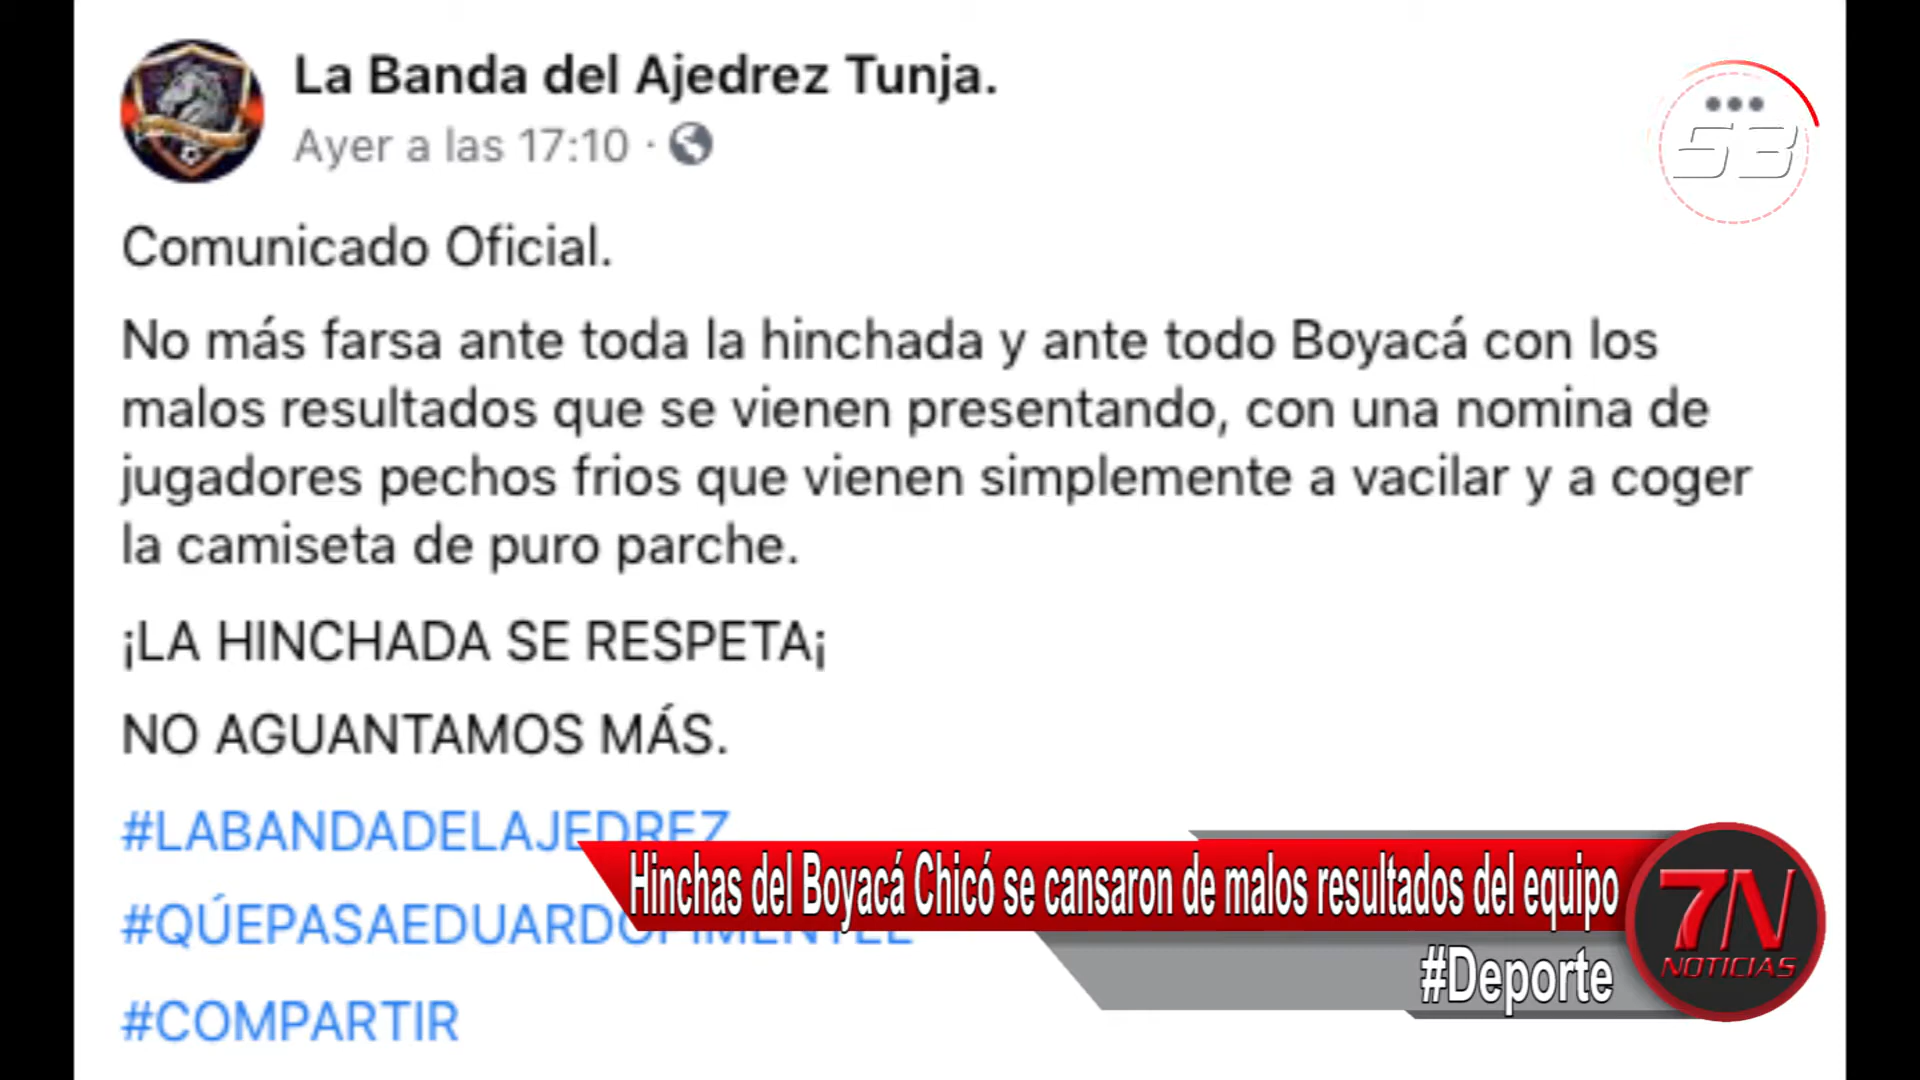 La Banda del Ajedrez Tunja.
Ayer a las 17:10 ·
53
Comunicado Oficial.
No más farsa ante toda la hinchada y ante todo Boyacá con los
malos resultados que se vienen presentando, con una nomina de
jugadores pechos frios que vienen simplemente a vacilar y a coger
la camiseta de puro parche.
¡LA HINCHADA SE RESPETA¡
NO AGUANTAMOS MÁS.
#LABANDADELAJEDREZ
#QÚEPASAEDUARDOPIMENTEL
#COMPARTIR
Hinchas del Boyacá Chicó se cansaron de malos resultados del equipo
#Deporte
7N
NOTICIAS